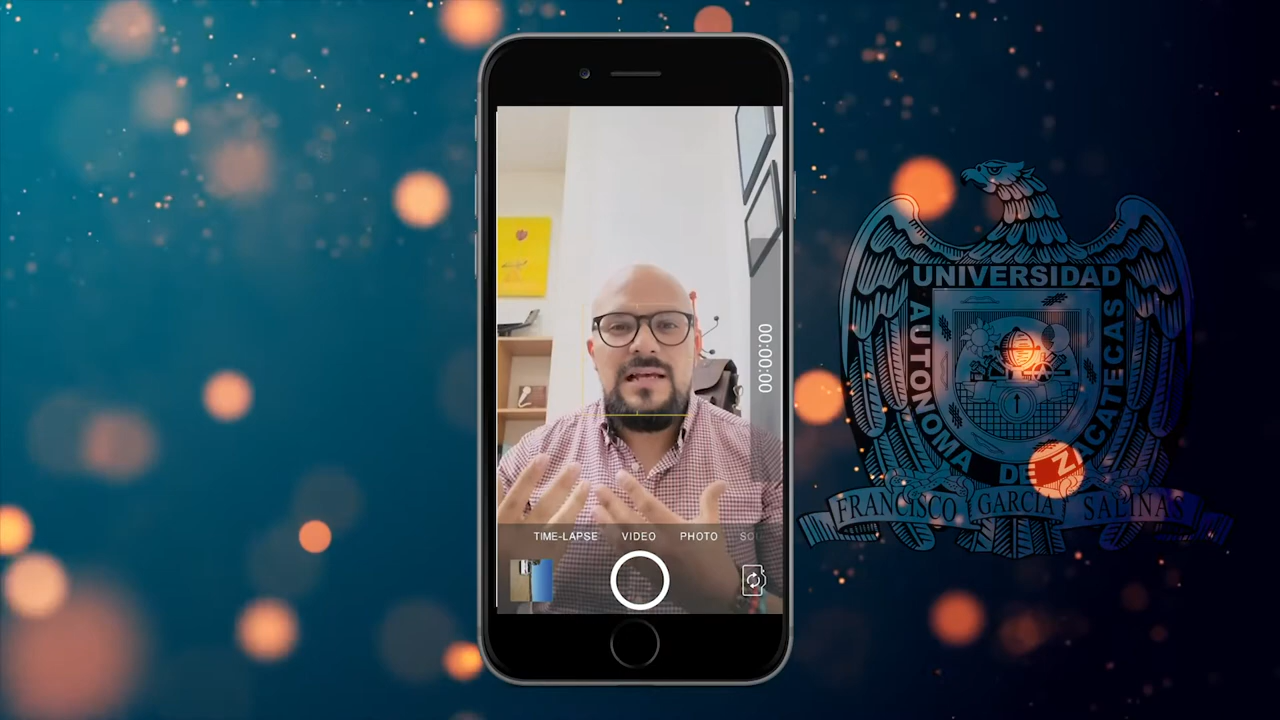 00:00:00
TIME-LAPSE VIDEO PHOTO
UNIVERSIDAD
AUTONOMA DE ZACATECAS
FRANCISCO GARCIA SALINAS